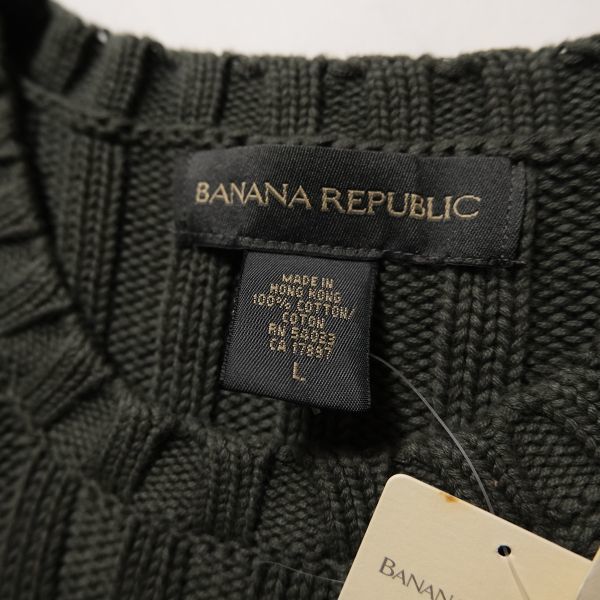 BANANA REPUBLIC
MADE IN
HONG KONG
100% COTTON/
COTON
RN 54023
CA 17897
L
BANAN